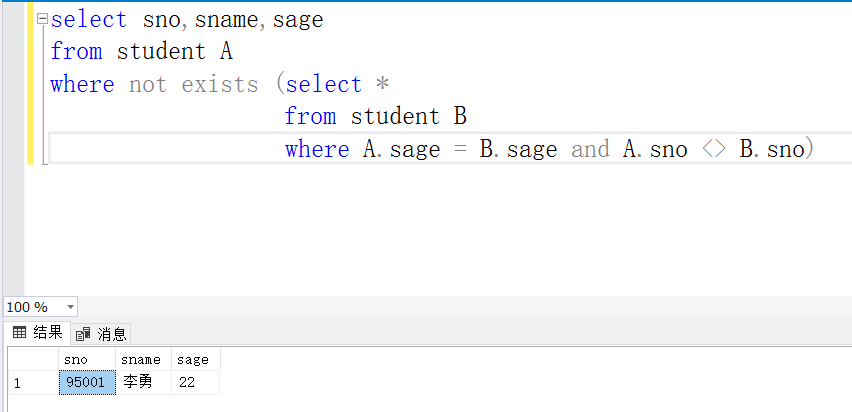 select sno,sname,sage
from student A
where not exists (select *
from student B
where A.sage = B.sage and A.sno <> B.sno)
100 %
结果 消息
sno sname sage
1 95001 李勇 22